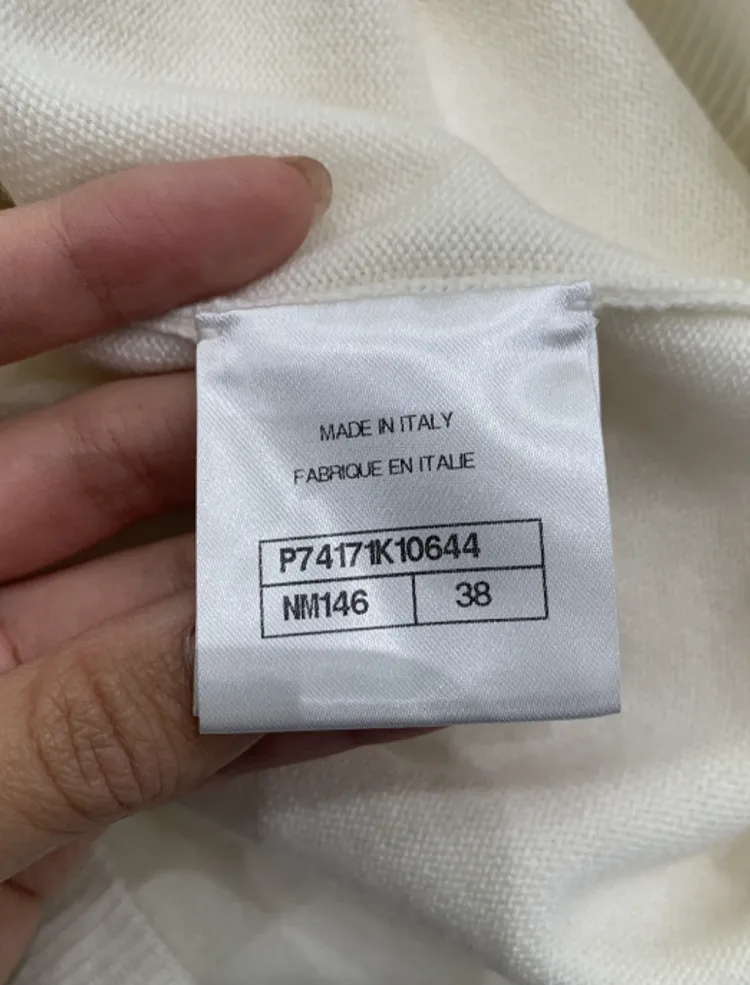 MADE IN ITALY
FABRIQUE EN ITALIE
P74171K10644
NM146 38